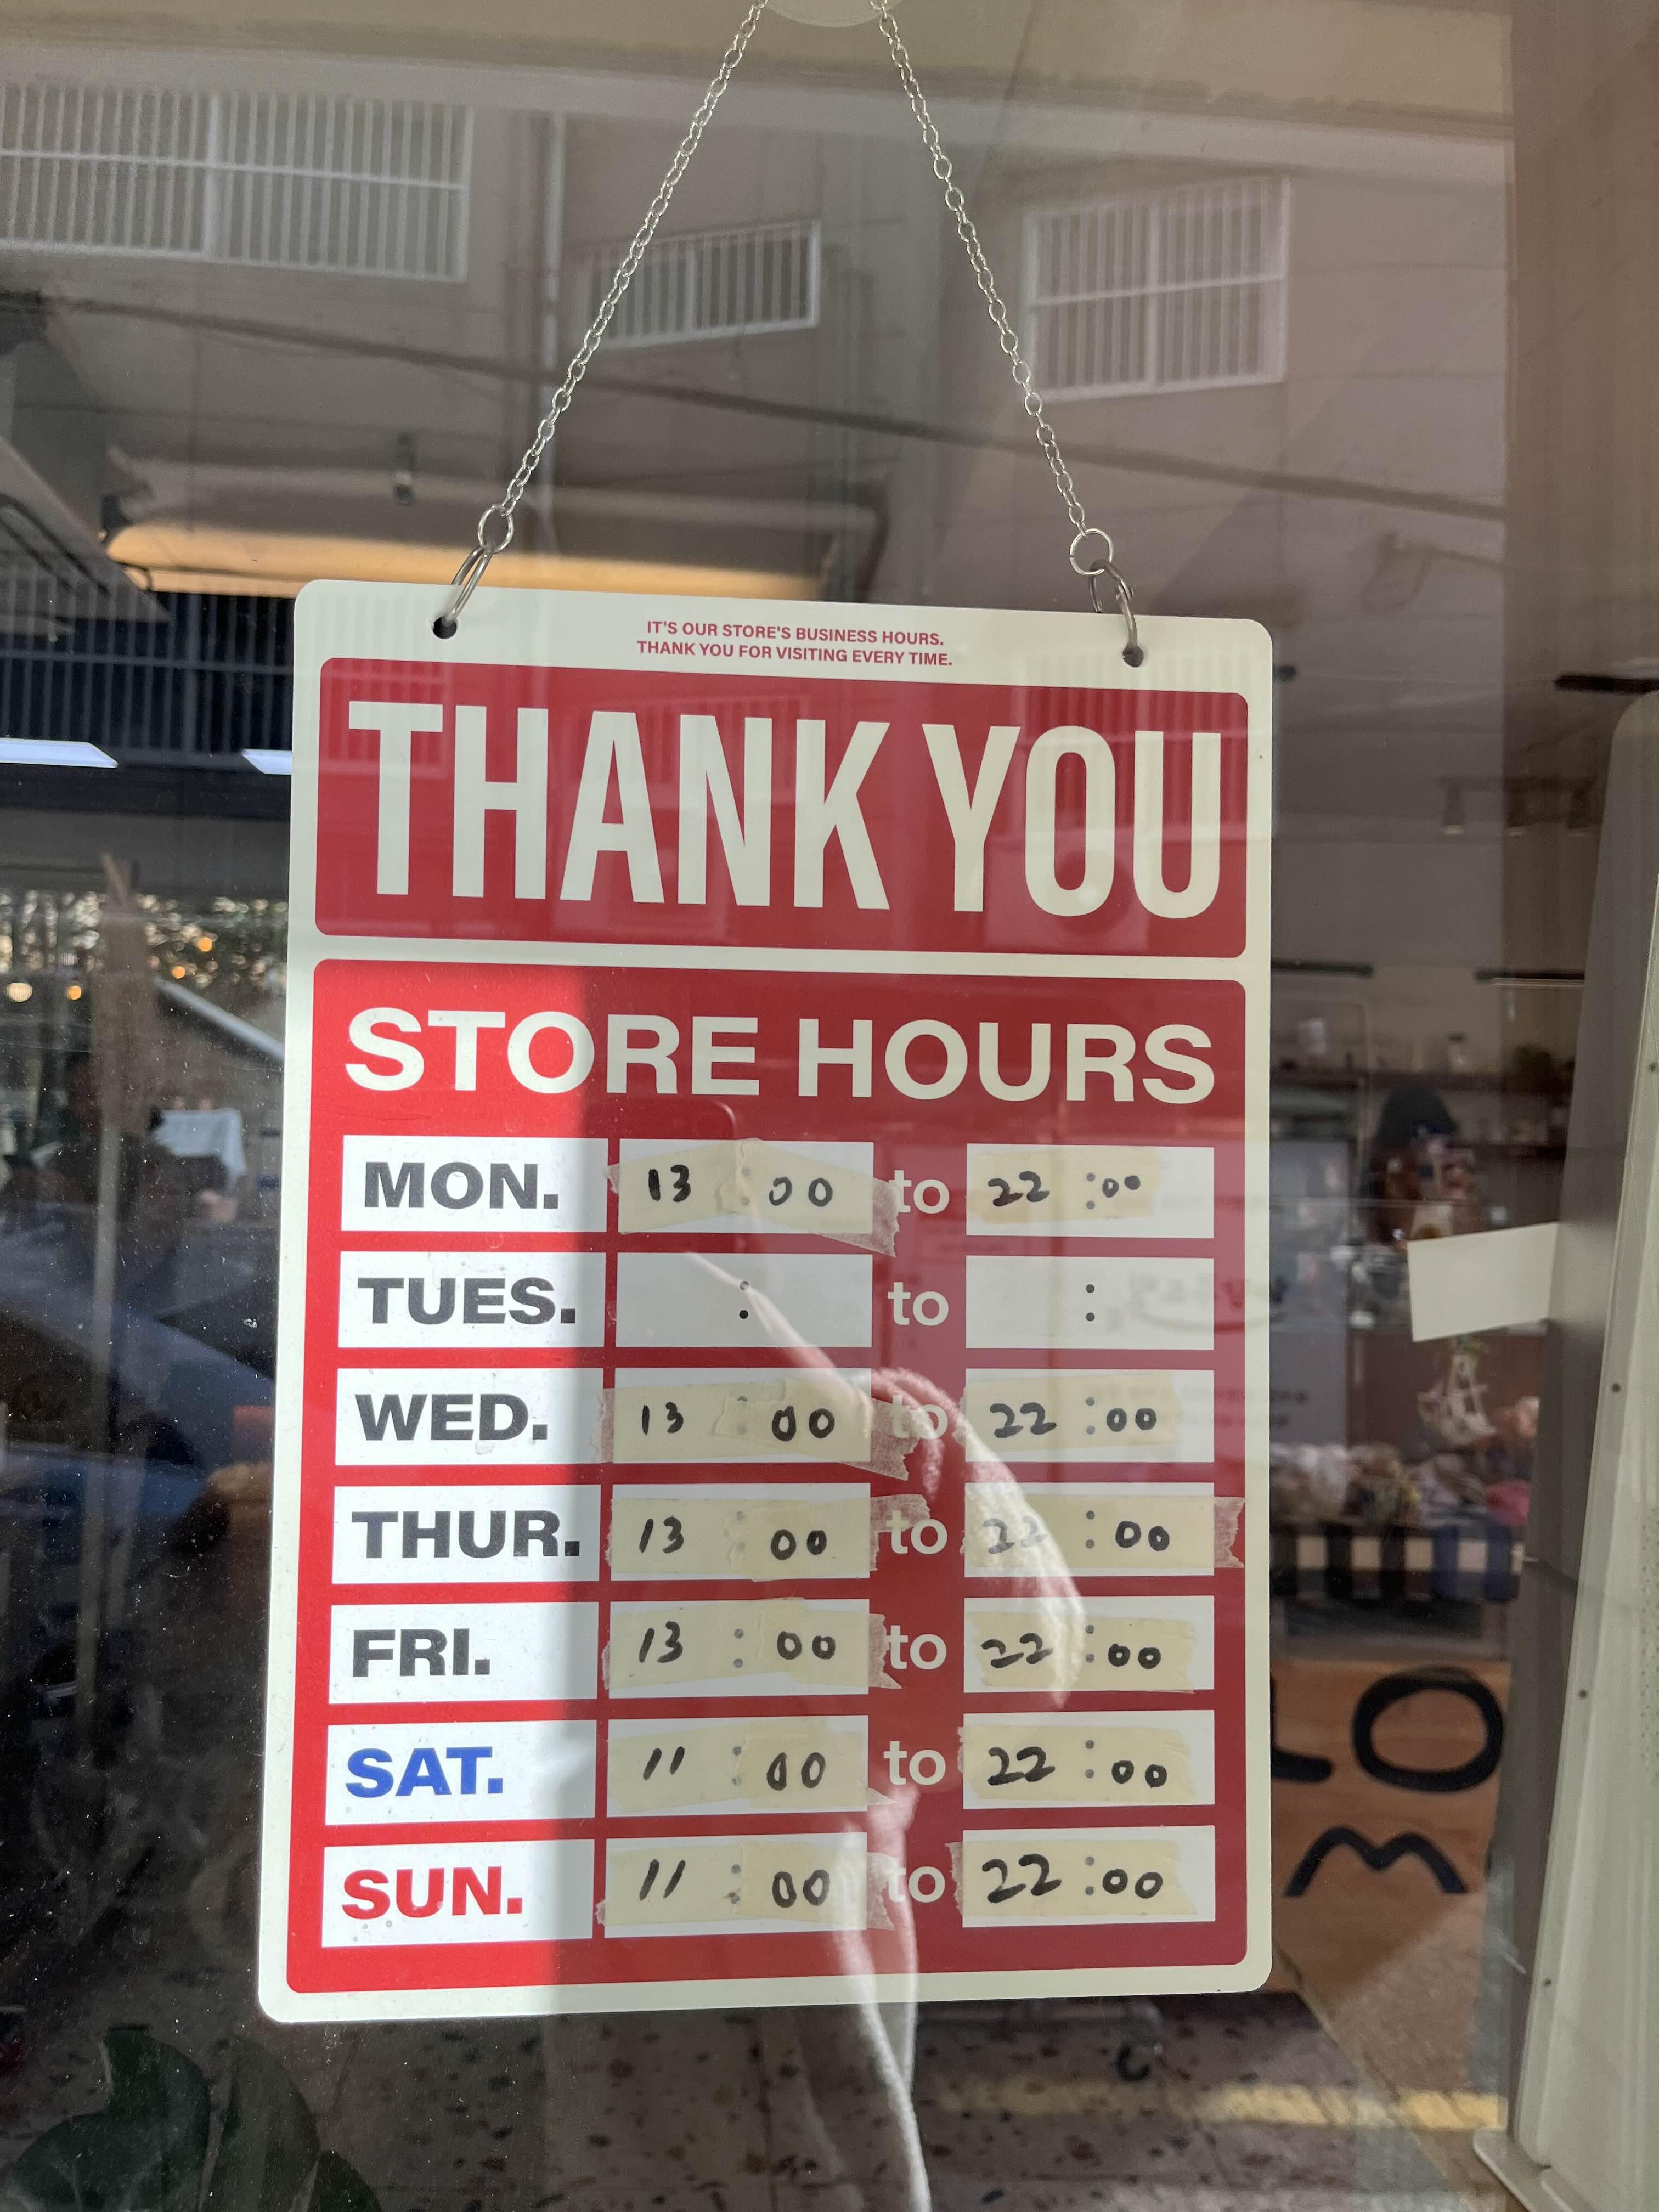 IT'S OUR STORE'S BUSINESS HOURS.
THANK YOU FOR VISITING EVERY TIME.
THANK YOU
STORE HOURS
MON. 13 : 00 to 22 : 00
TUES. : to :
WED. 13 : 00 to 22 : 00
THUR. 13 : 00 to 22 : 00
FRI. 13 : 00 to 22 : 00
SAT. 11 : 00 to 22 : 00
SUN. 11 : 00 to 22 : 00